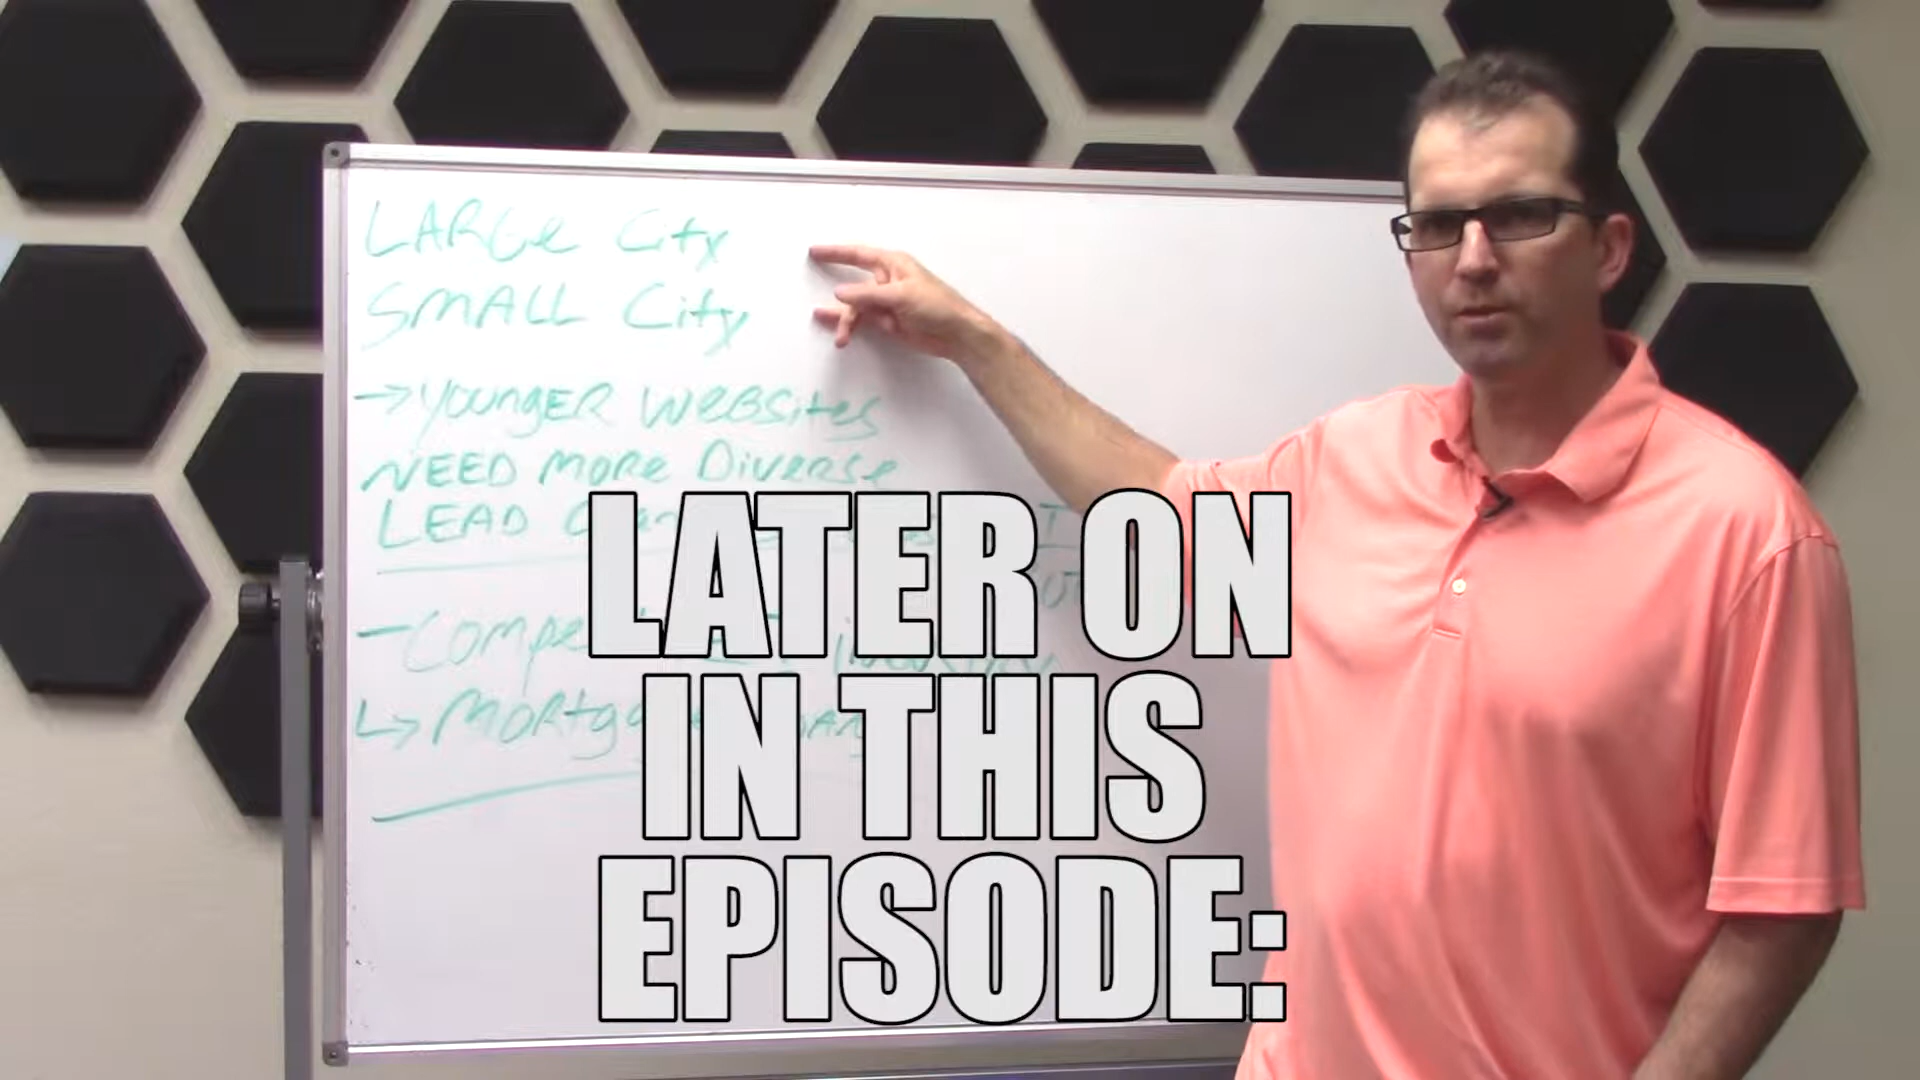 LARGe City
SMALL City
→ YOUNGER WEBSites
NEED MORe Diverse
LEAD
LATER ON
IN THIS
EPISODE: